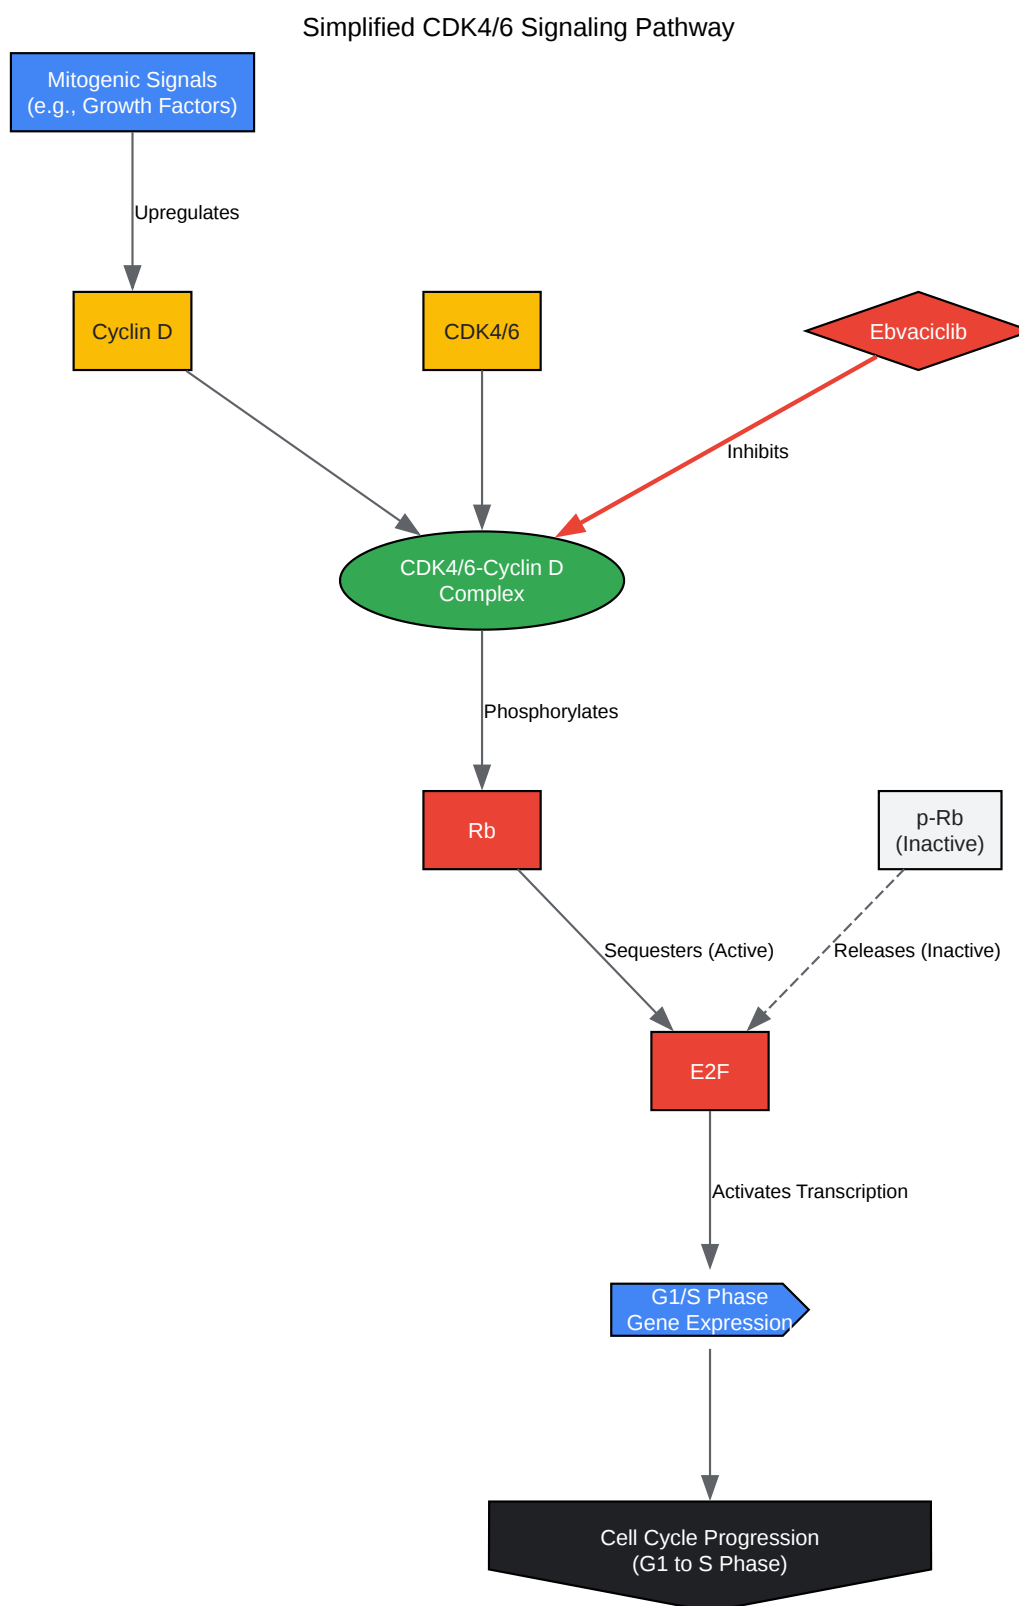 Simplified CDK4/6 Signaling Pathway
Mitogenic Signals
(e.g., Growth Factors)
Upregulates
Cyclin D
CDK4/6
Ebvaciclib
Inhibits
CDK4/6-Cyclin D
Complex
Phosphorylates
Rb
p-Rb
(Inactive)
Sequesters (Active)
Releases (Inactive)
E2F
Activates Transcription
G1/S Phase
Gene Expression
Cell Cycle Progression
(G1 to S Phase)